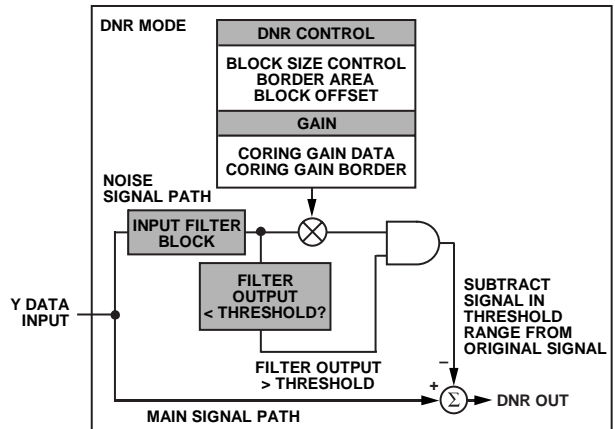 DNR MODE
DNR CONTROL
BLOCK SIZE CONTROL
BORDER AREA
BLOCK OFFSET
GAIN
CORING GAIN DATA
CORING GAIN BORDER
NOISE
SIGNAL PATH
INPUT FILTER
BLOCK
FILTER
OUTPUT
< THRESHOLD?
Y DATA
INPUT
SUBTRACT
SIGNAL IN
THRESHOLD
RANGE FROM
ORIGINAL SIGNAL
FILTER OUTPUT
> THRESHOLD
–
+
Σ
DNR OUT
MAIN SIGNAL PATH